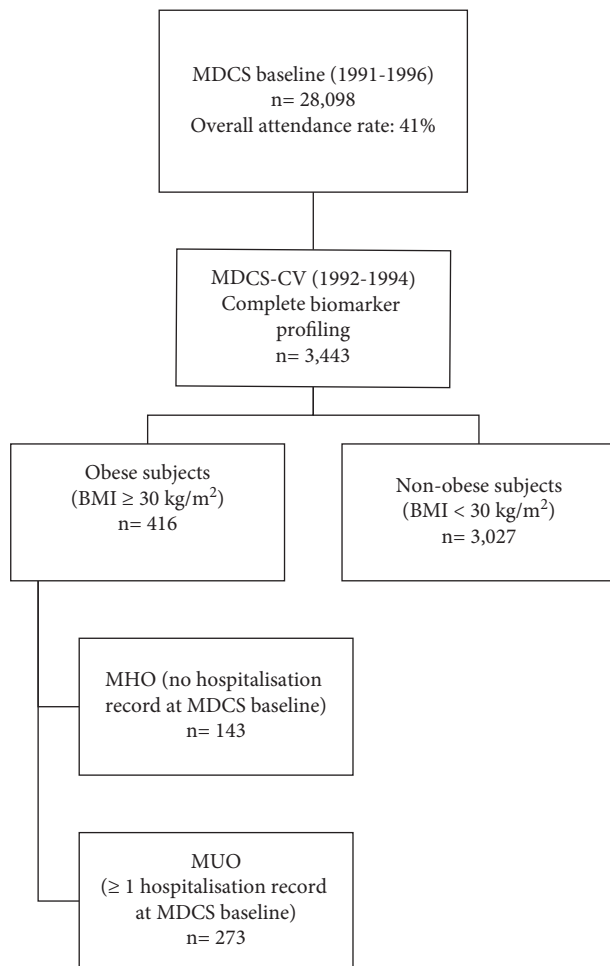 MDCS baseline (1991-1996)
n= 28,098
Overall attendance rate: 41%
MDCS-CV (1992-1994)
Complete biomarker
profiling
n= 3,443
Obese subjects
(BMI ≥ 30 kg/m²)
n= 416
Non-obese subjects
(BMI < 30 kg/m²)
n= 3,027
MHO (no hospitalisation
record at MDCS baseline)
n= 143
MUO
(≥ 1 hospitalisation record
at MDCS baseline)
n= 273